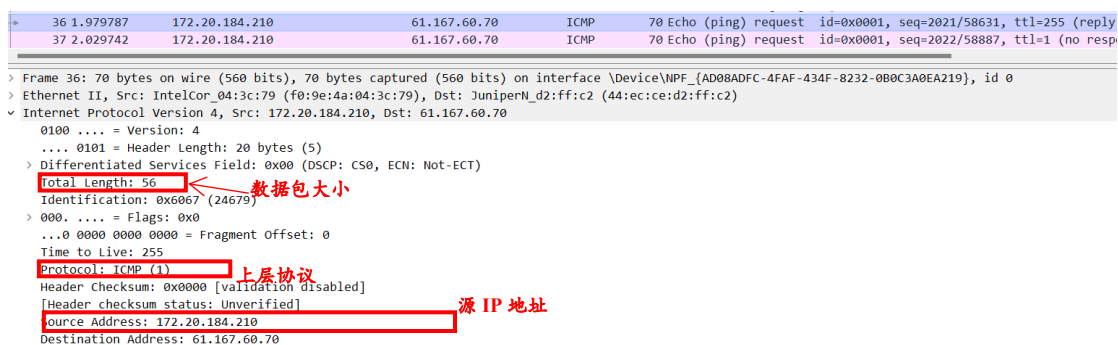 36 1.979787 172.20.184.210 61.167.60.70 ICMP 70 Echo (ping) request id=0x0001, seq=2021/58631, ttl=255 (reply
37 2.029742 172.20.184.210 61.167.60.70 ICMP 70 Echo (ping) request id=0x0001, seq=2022/58887, ttl=1 (no resp
> Frame 36: 70 bytes on wire (560 bits), 70 bytes captured (560 bits) on interface \Device\NPF_{AD08ADFC-4FAF-434F-8232-0B0C3A0EA219}, id 0
> Ethernet II, Src: IntelCor_04:3c:79 (f0:9e:4a:04:3c:79), Dst: JuniperN_d2:ff:c2 (44:ec:ce:d2:ff:c2)
Internet Protocol Version 4, Src: 172.20.184.210, Dst: 61.167.60.70
0100 .... = Version: 4
.... 0101 = Header Length: 20 bytes (5)
> Differentiated Services Field: 0x00 (DSCP: CS0, ECN: Not-ECT)
Total Length: 56
数据包大小
Identification: 0x6067 (24679)
> 000. .... = Flags: 0x0
...0 0000 0000 0000 = Fragment Offset: 0
Time to Live: 255
Protocol: ICMP (1)
上层协议
Header Checksum: 0x0000 [validation disabled]
[Header checksum status: Unverified]
源 IP 地址
Source Address: 172.20.184.210
Destination Address: 61.167.60.70